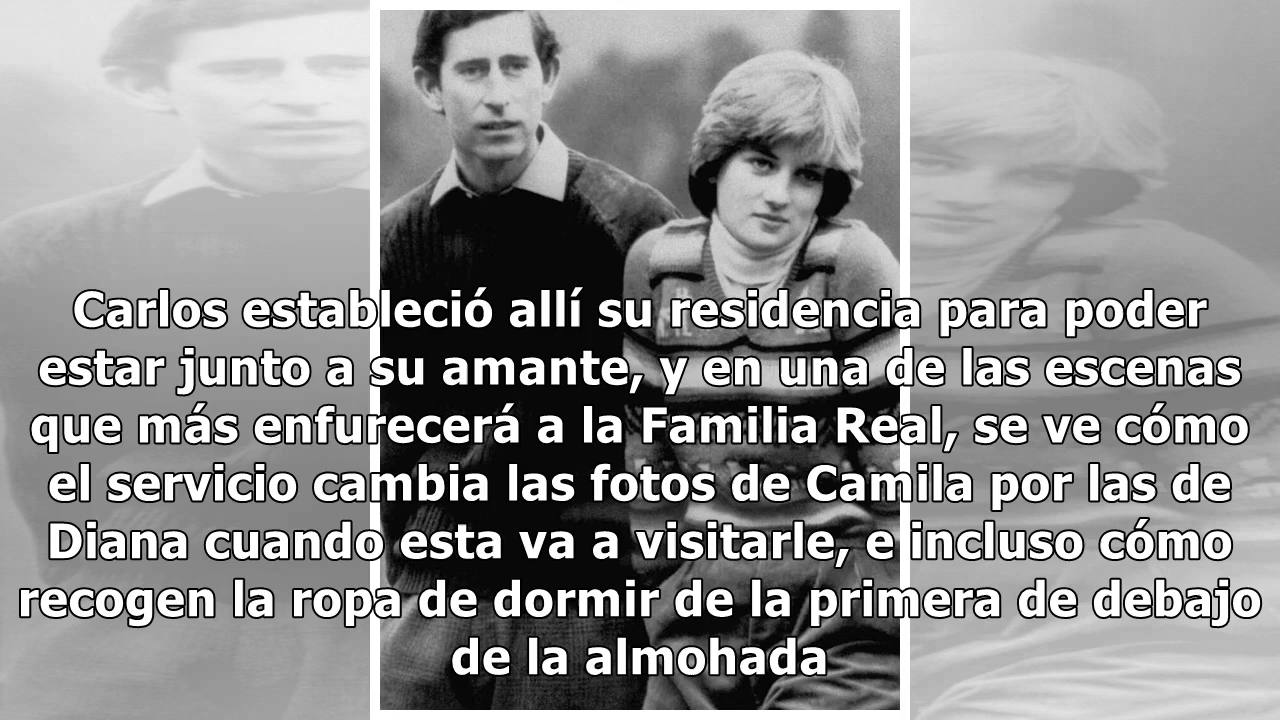 Carlos estableció allí su residencia para poder
estar junto a su amante, y en una de las escenas
que más enfurecerá a la Familia Real, se ve cómo
el servicio cambia las fotos de Camila por las de
Diana cuando esta va a visitarle, e incluso cómo
recogen la ropa de dormir de la primera de debajo
de la almohada